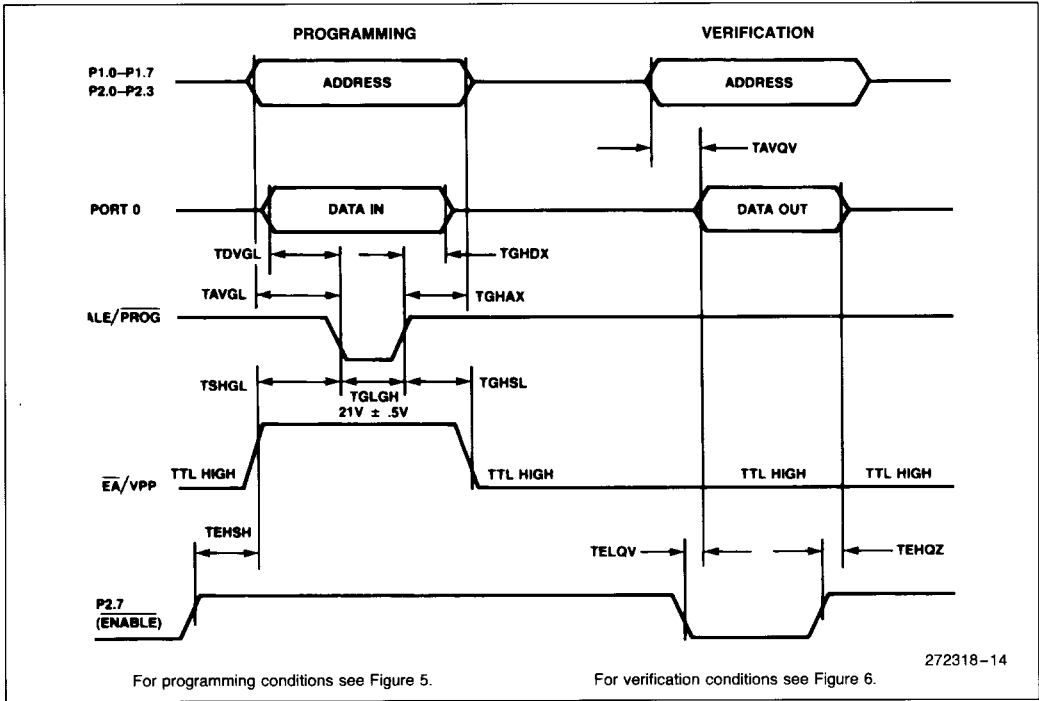 PROGRAMMING VERIFICATION
P1.0–P1.7
P2.0–P2.3
ADDRESS ADDRESS
TAVQV
PORT 0 DATA IN DATA OUT
TDVGL TGHDX
TAVGL TGHAX
ALE/PROG
TSHGL TGLGH TGHSL
21V ± .5V
EA/VPP TTL HIGH TTL HIGH TTL HIGH TTL HIGH
TEHSH
TELQV TEHQZ
P2.7
(ENABLE)
272318–14
For programming conditions see Figure 5. For verification conditions see Figure 6.